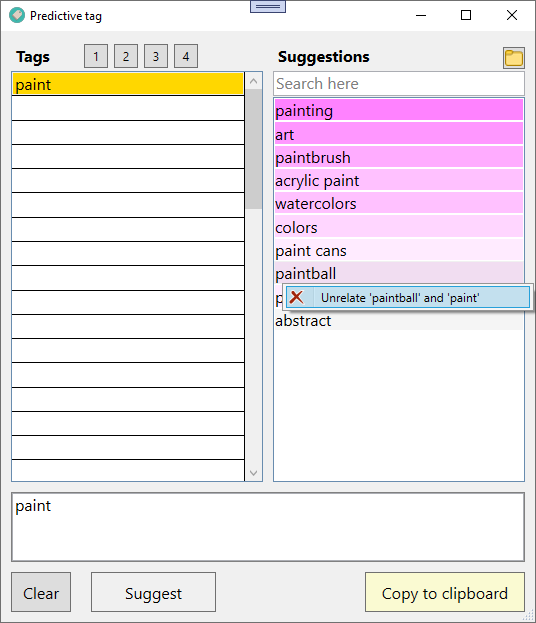 Predictive tag
Tags 1 2 3 4
paint
Suggestions
Search here
painting
art
paintbrush
acrylic paint
watercolors
colors
paint cans
paintball
Unrelate 'paintball' and 'paint'
abstract
paint
Clear Suggest Copy to clipboard